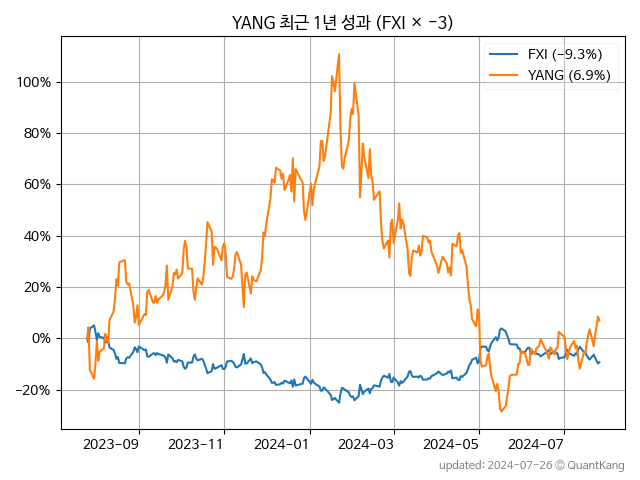 YANG 최근 1년 성과 (FXI × −3)
FXI (−9.3%)
YANG (6.9%)
100%
80%
60%
40%
20%
0%
−20%
2023−09 2023−11 2024−01 2024−03 2024−05 2024−07
updated: 2024-07-26 © QuantKang